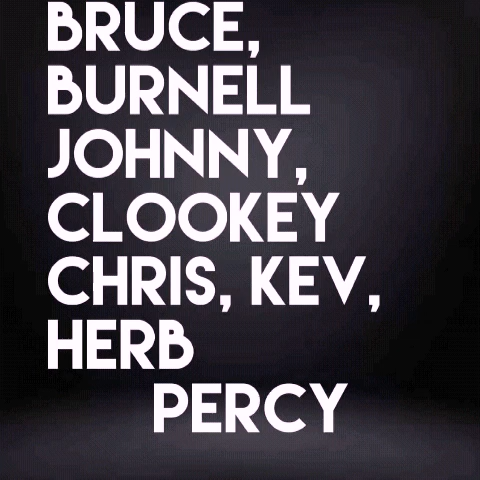 BRUCE,
BURNELL
JOHNNY,
CLOOKEY
CHRIS, KEV,
HERB
PERCY